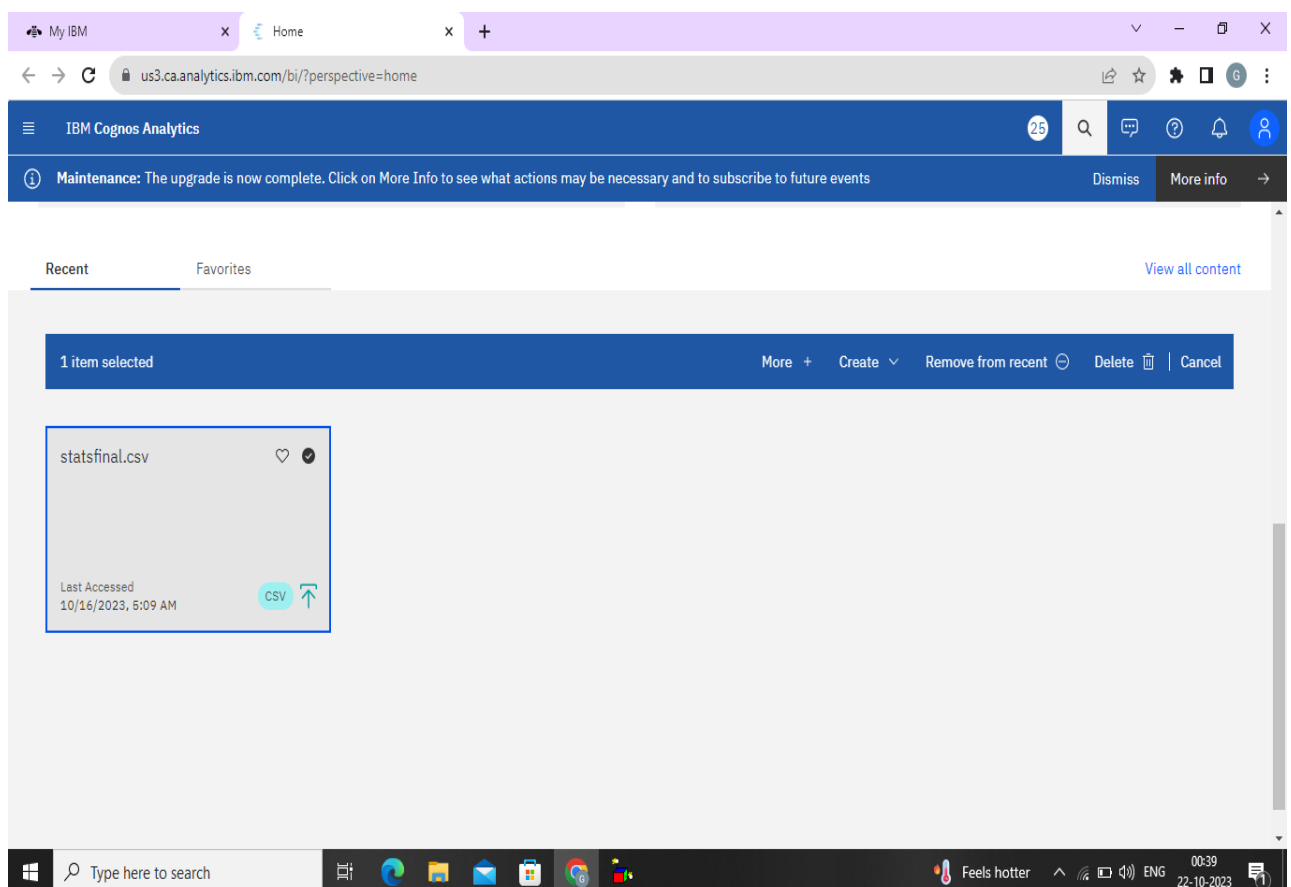 My IBM
Home
us3.ca.analytics.ibm.com/bi/?perspective=home
G
IBM Cognos Analytics
25
Maintenance: The upgrade is now complete. Click on More Info to see what actions may be necessary and to subscribe to future events
Dismiss
More info
Recent
Favorites
View all content
1 item selected
More +
Create
Remove from recent
Delete
Cancel
statsfinal.csv
Last Accessed
10/16/2023, 5:09 AM
CSV
Type here to search
G
Feels hotter
ENG
00:39
22-10-2023
1